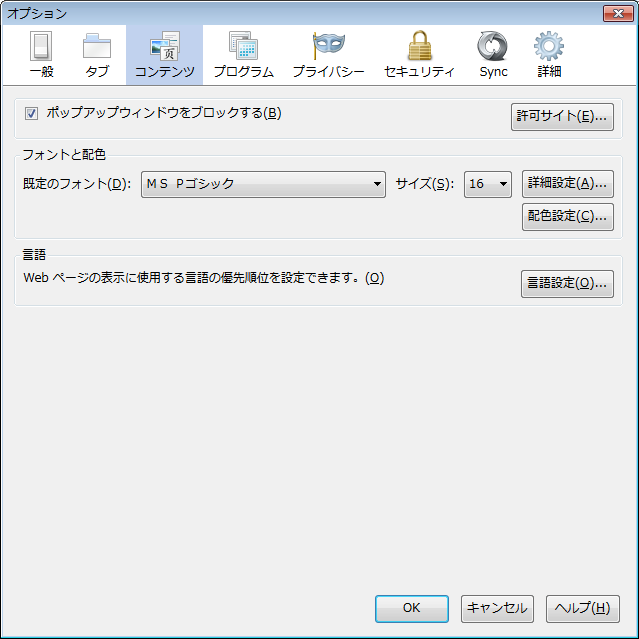 オプション
一般 タブ コンテンツ プログラム プライバシー セキュリティ Sync 詳細
ポップアップウィンドウをブロックする(B) 許可サイト(E)...
フォントと配色
既定のフォント(D): ＭＳ Ｐゴシック サイズ(S): 16 詳細設定(A)...
配色設定(C)...
言語
Web ページの表示に使用する言語の優先順位を設定できます。(O) 言語設定(O)...
OK キャンセル ヘルプ(H)